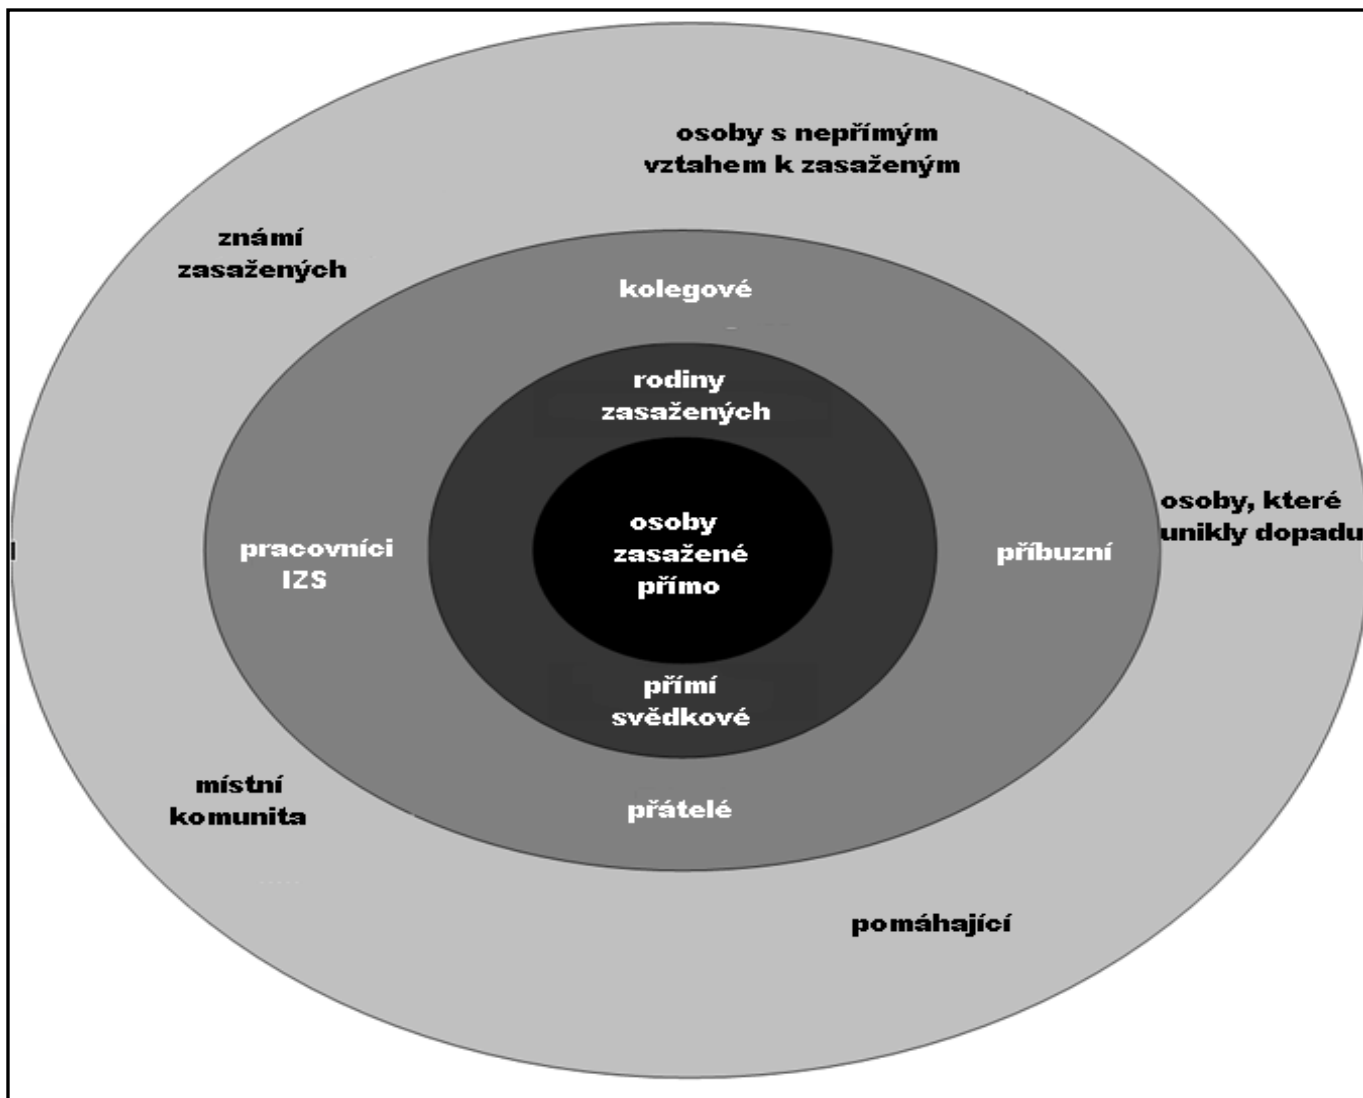 osoby s nepřímým
vztahem k zasaženým
známí
zasažených
kolegové
rodiny
zasažených
osoby, které
unikly dopadu
pracovníci
IZS
osoby
zasažené
přímo
příbuzní
přímí
svědkové
místní
komunita
přátelé
pomáhající